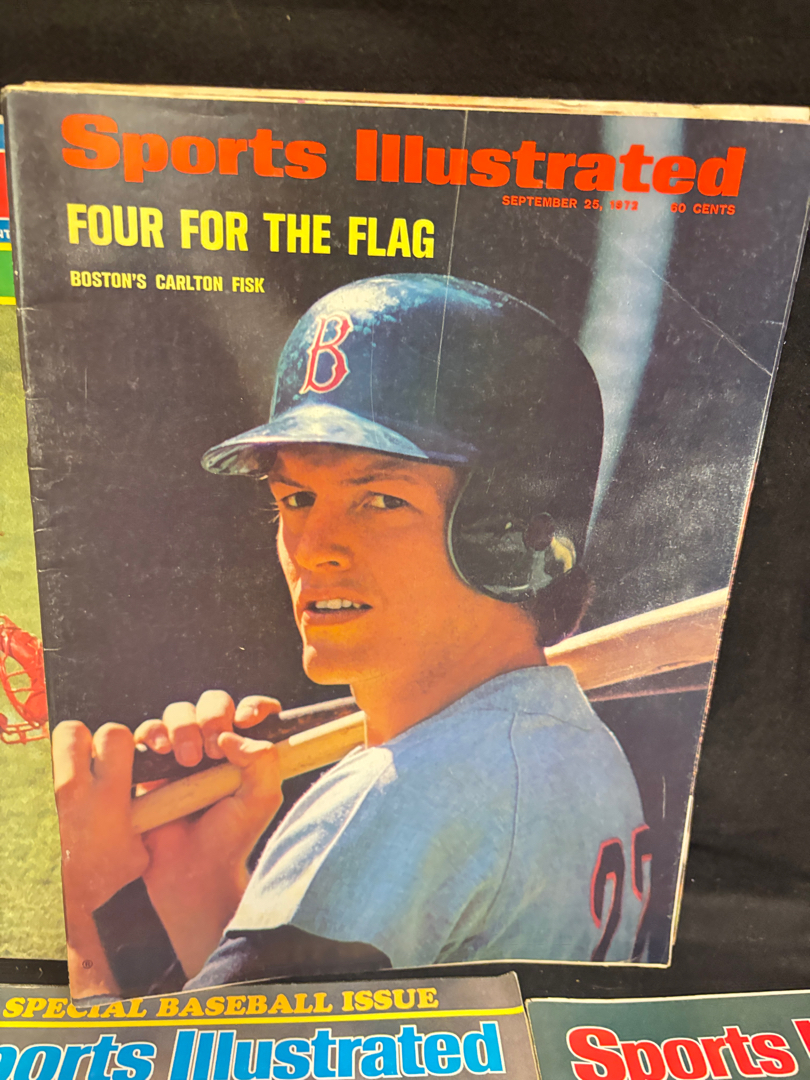 Sports Illustrated
SEPTEMBER 25, 1972 60 CENTS
FOUR FOR THE FLAG
BOSTON'S CARLTON FISK
B
SPECIAL BASEBALL ISSUE
Sports Illustrated
Sports